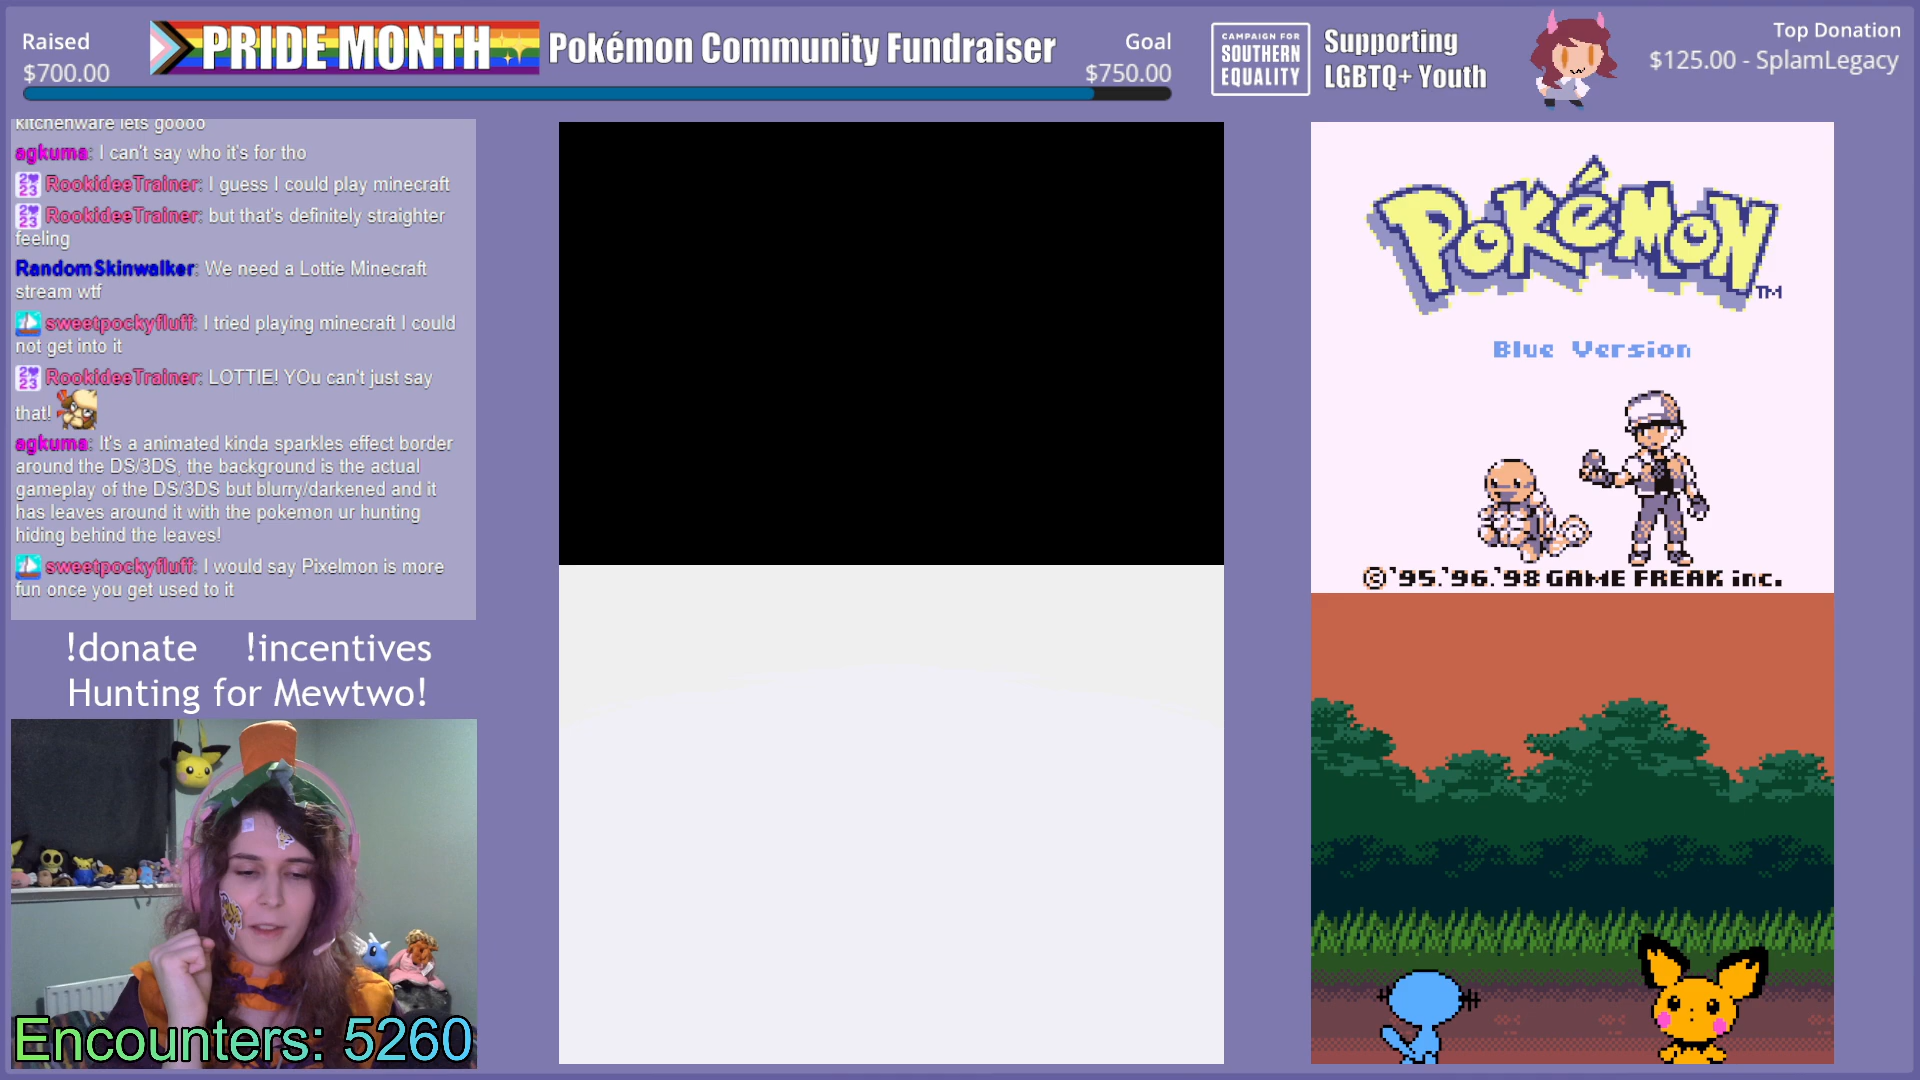 Raised
$700.00
PRIDE MONTH
Pokémon Community Fundraiser
Goal
$750.00
CAMPAIGN FOR
SOUTHERN
EQUALITY
Supporting
LGBTQ+ Youth
Top Donation
$125.00 - SplamLegacy
kitchenware lets goooo
agkuma: I can't say who it's for tho
RookideeTrainer: I guess I could play minecraft
RookideeTrainer: but that's definitely straighter
feeling
RandomSkinwalker: We need a Lottie Minecraft
stream wtf
sweetpockyfluff: I tried playing minecraft I could
not get into it
RookideeTrainer: LOTTIE! YOu can't just say
that!
agkuma: It's a animated kinda sparkles effect border
around the DS/3DS, the background is the actual
gameplay of the DS/3DS but blurry/darkened and it
has leaves around it with the pokemon ur hunting
hiding behind the leaves!
sweetpockyfluff: I would say Pixelmon is more
fun once you get used to it
!donate !incentives
Hunting for Mewtwo!
Encounters: 5260
POKéMON
TM
Blue Version
©'95.'96.'98 GAME FREAK inc.